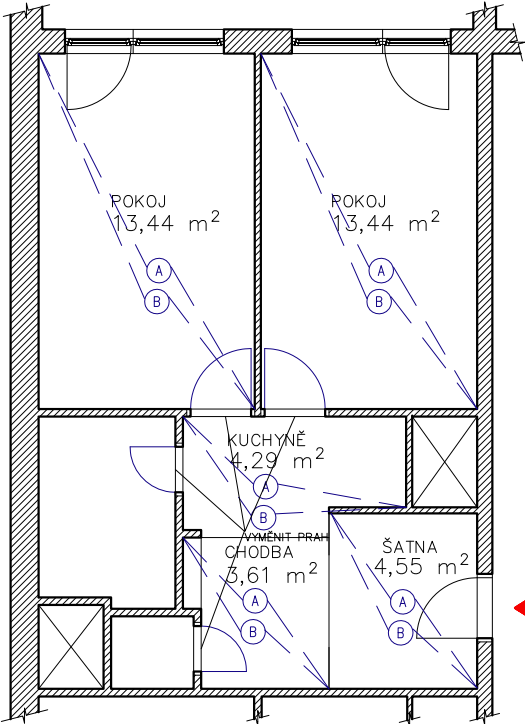 POKOJ
13,44 m²
A
B
POKOJ
13,44 m²
A
B
KUCHYNĚ
4,29 m²
A
B
VYMĚNIT PRAH
CHODBA
3,61 m²
A
B
ŠATNA
4,55 m²
A
B